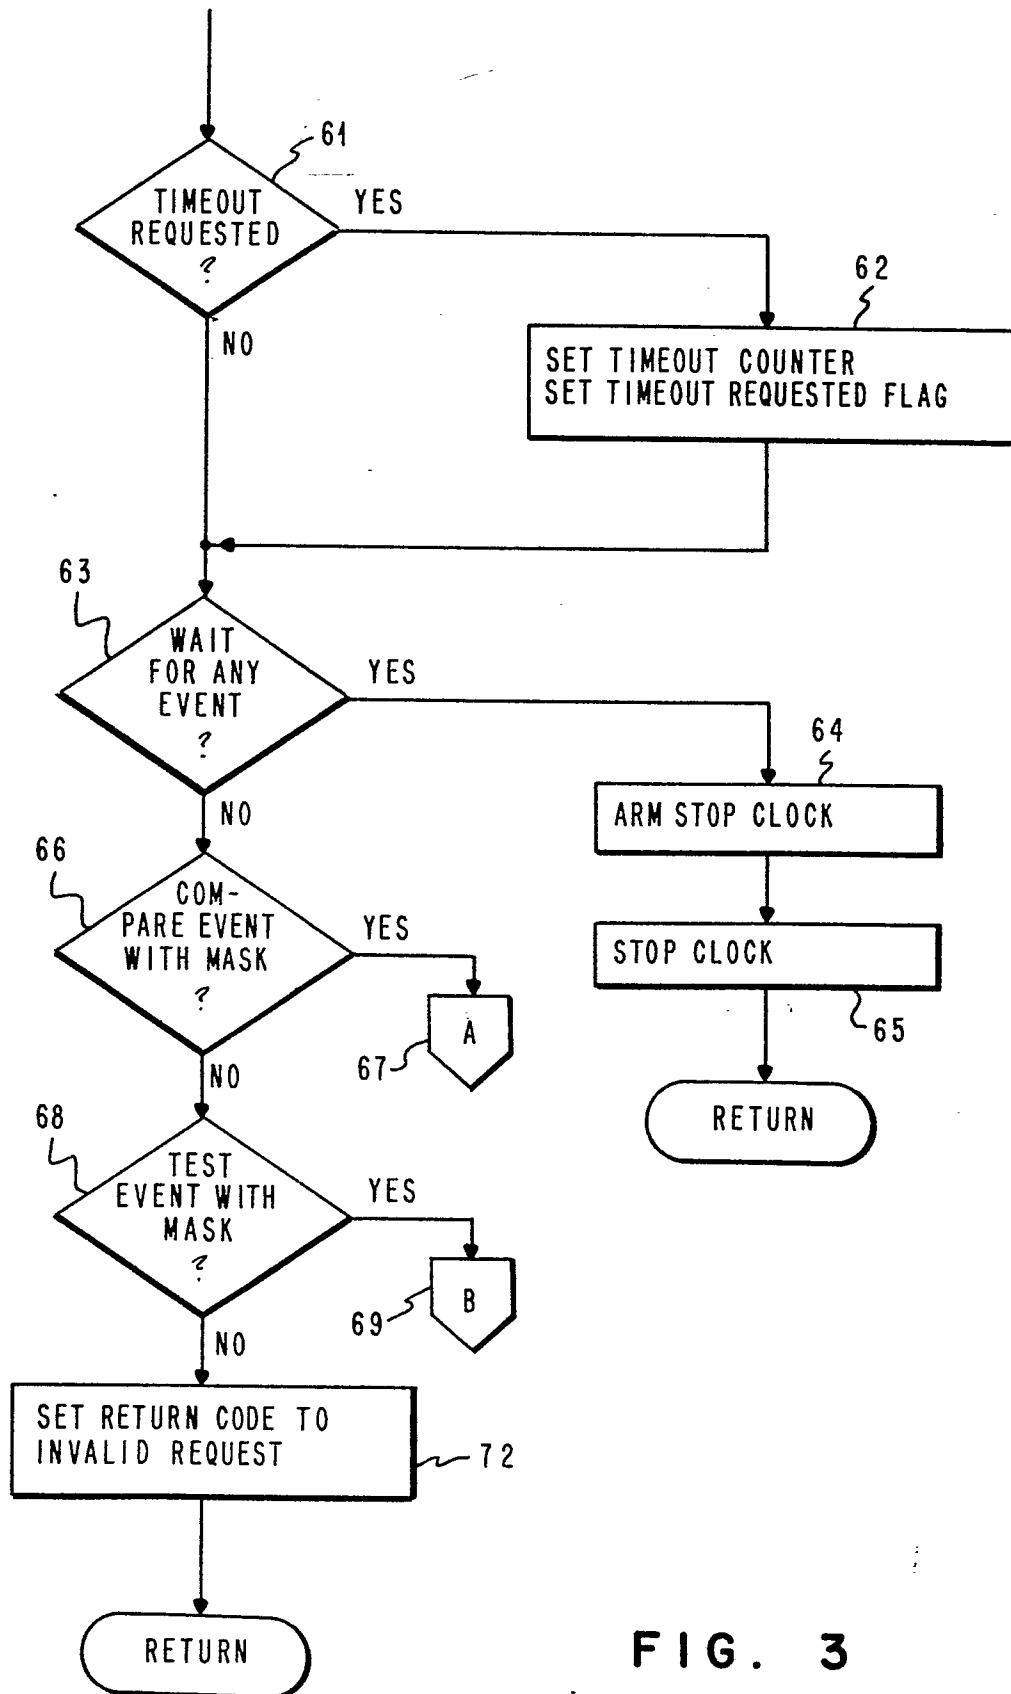 61
TIMEOUT
REQUESTED
?
YES
NO
62
SET TIMEOUT COUNTER
SET TIMEOUT REQUESTED FLAG
63
WAIT
FOR ANY
EVENT
?
YES
NO
64
ARM STOP CLOCK
STOP CLOCK
65
RETURN
66
COM-
PARE EVENT
WITH MASK
?
YES
NO
A
67
68
TEST
EVENT WITH
MASK
?
YES
NO
B
69
SET RETURN CODE TO
INVALID REQUEST
72
RETURN
FIG. 3